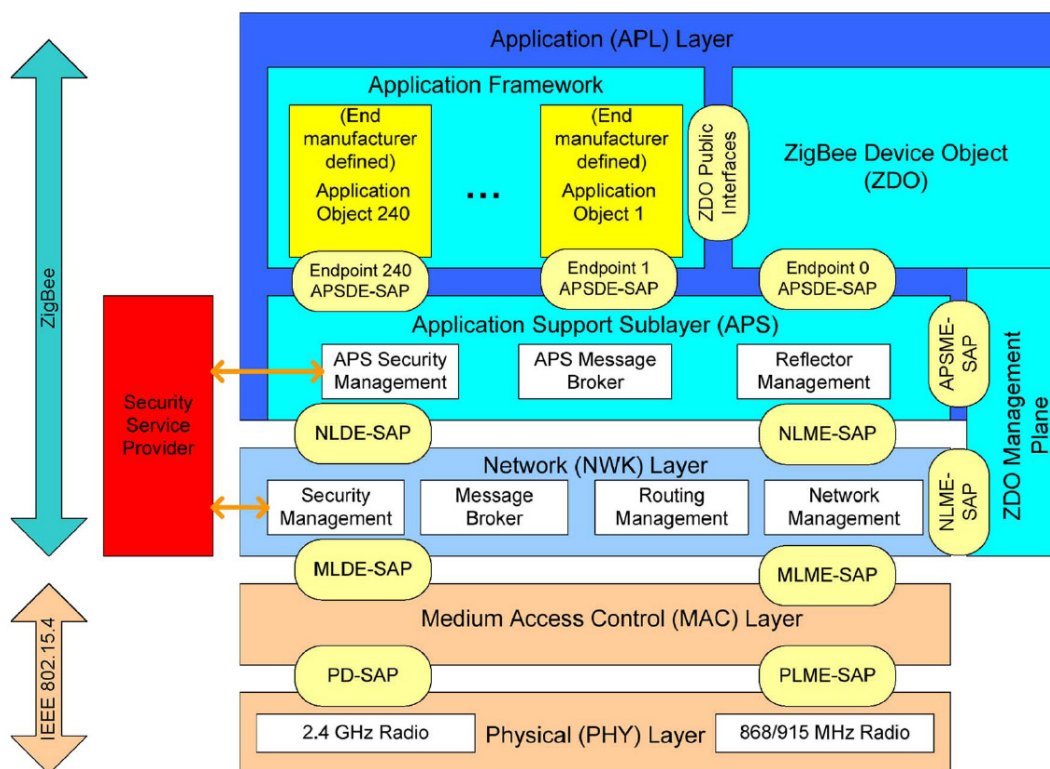 Application (APL) Layer
Application Framework
(End
manufacturer
defined)
Application
Object 240
...
(End
manufacturer
defined)
Application
Object 1
ZDO Public
Interfaces
ZigBee Device Object
(ZDO)
Endpoint 240
APSDE-SAP
Endpoint 1
APSDE-SAP
Endpoint 0
APSDE-SAP
ZigBee
Security
Service
Provider
Application Support Sublayer (APS)
APS Security
Management
APS Message
Broker
Reflector
Management
APSME-
SAP
ZDO Management
Plane
NLDE-SAP
NLME-SAP
Network (NWK) Layer
Security
Management
Message
Broker
Routing
Management
Network
Management
NLME-
SAP
MLDE-SAP
MLME-SAP
IEEE 802.15.4
Medium Access Control (MAC) Layer
PD-SAP
PLME-SAP
2.4 GHz Radio
Physical (PHY) Layer
868/915 MHz Radio